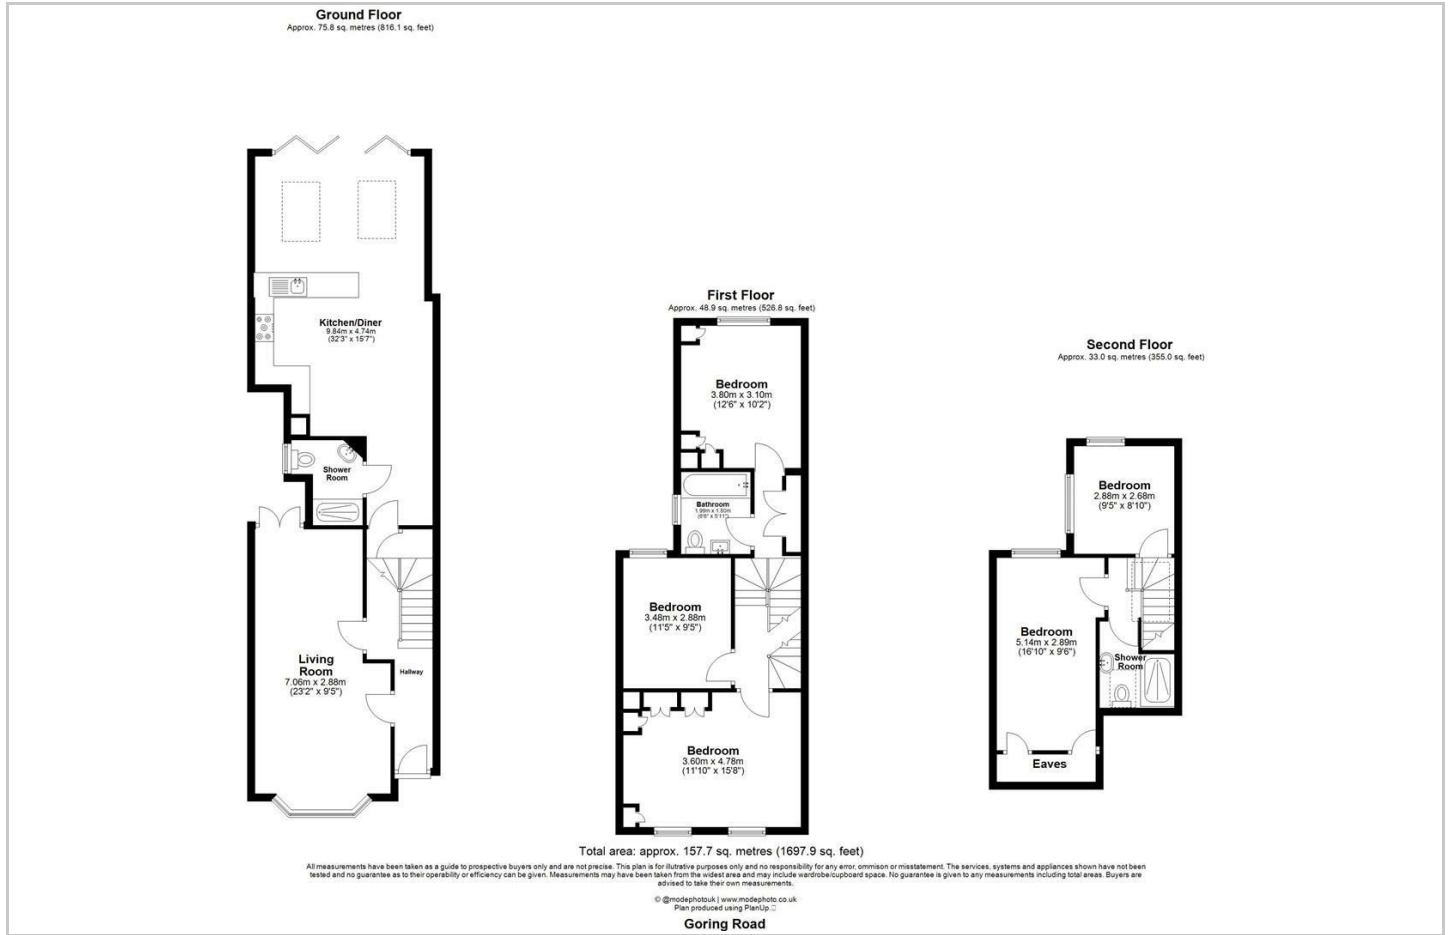 Ground Floor
Approx. 75.8 sq. metres (816.1 sq. feet)
Kitchen/Diner
9.84m x 4.74m
(32'3" x 15'7")
Shower
Room
Living
Room
7.06m x 2.88m
(23'2" x 9'5")
Hallway
First Floor
Approx. 48.9 sq. metres (526.8 sq. feet)
Bedroom
3.80m x 3.10m
(12'6" x 10'2")
Bathroom
1.99m x 1.80m
(6'6" x 5'11")
Bedroom
3.48m x 2.88m
(11'5" x 9'5")
Bedroom
3.60m x 4.78m
(11'10" x 15'8")
Second Floor
Approx. 33.0 sq. metres (355.0 sq. feet)
Bedroom
2.88m x 2.68m
(9'5" x 8'10")
Bedroom
5.14m x 2.89m
(16'10" x 9'6")
Shower
Room
Eaves
Total area: approx. 157.7 sq. metres (1697.9 sq. feet)
All measurements have been taken as a guide to prospective buyers only and are not precise. This plan is for illutrative purposes only and no responsibility for any error, ommison or misstatement. The services, systems and appliances shown have not been
tested and no guarantee as to their operability or efficiency can be given. Measurements may have been taken from the widest area and may include wardrobe/cupboard space. No guarantee is given to any measurements including total areas. Buyers are
advised to take their own measurements.
© @modephotouk | www.modephoto.co.uk
Plan produced using PlanUp.
Goring Road